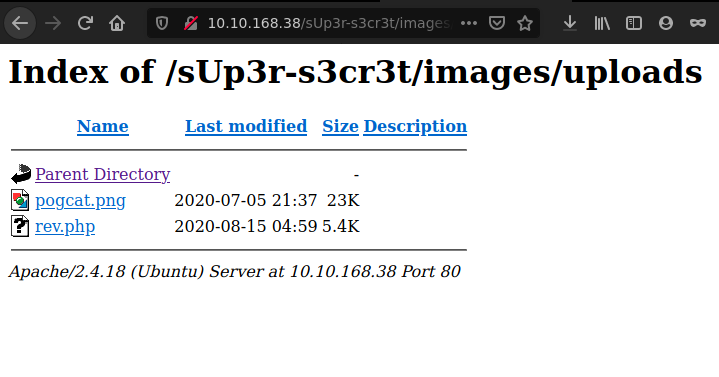 10.10.168.38/sUp3r-s3cr3t/images
Index of /sUp3r-s3cr3t/images/uploads
Name Last modified Size Description
Parent Directory -
pogcat.png 2020-07-05 21:37 23K
rev.php 2020-08-15 04:59 5.4K
Apache/2.4.18 (Ubuntu) Server at 10.10.168.38 Port 80